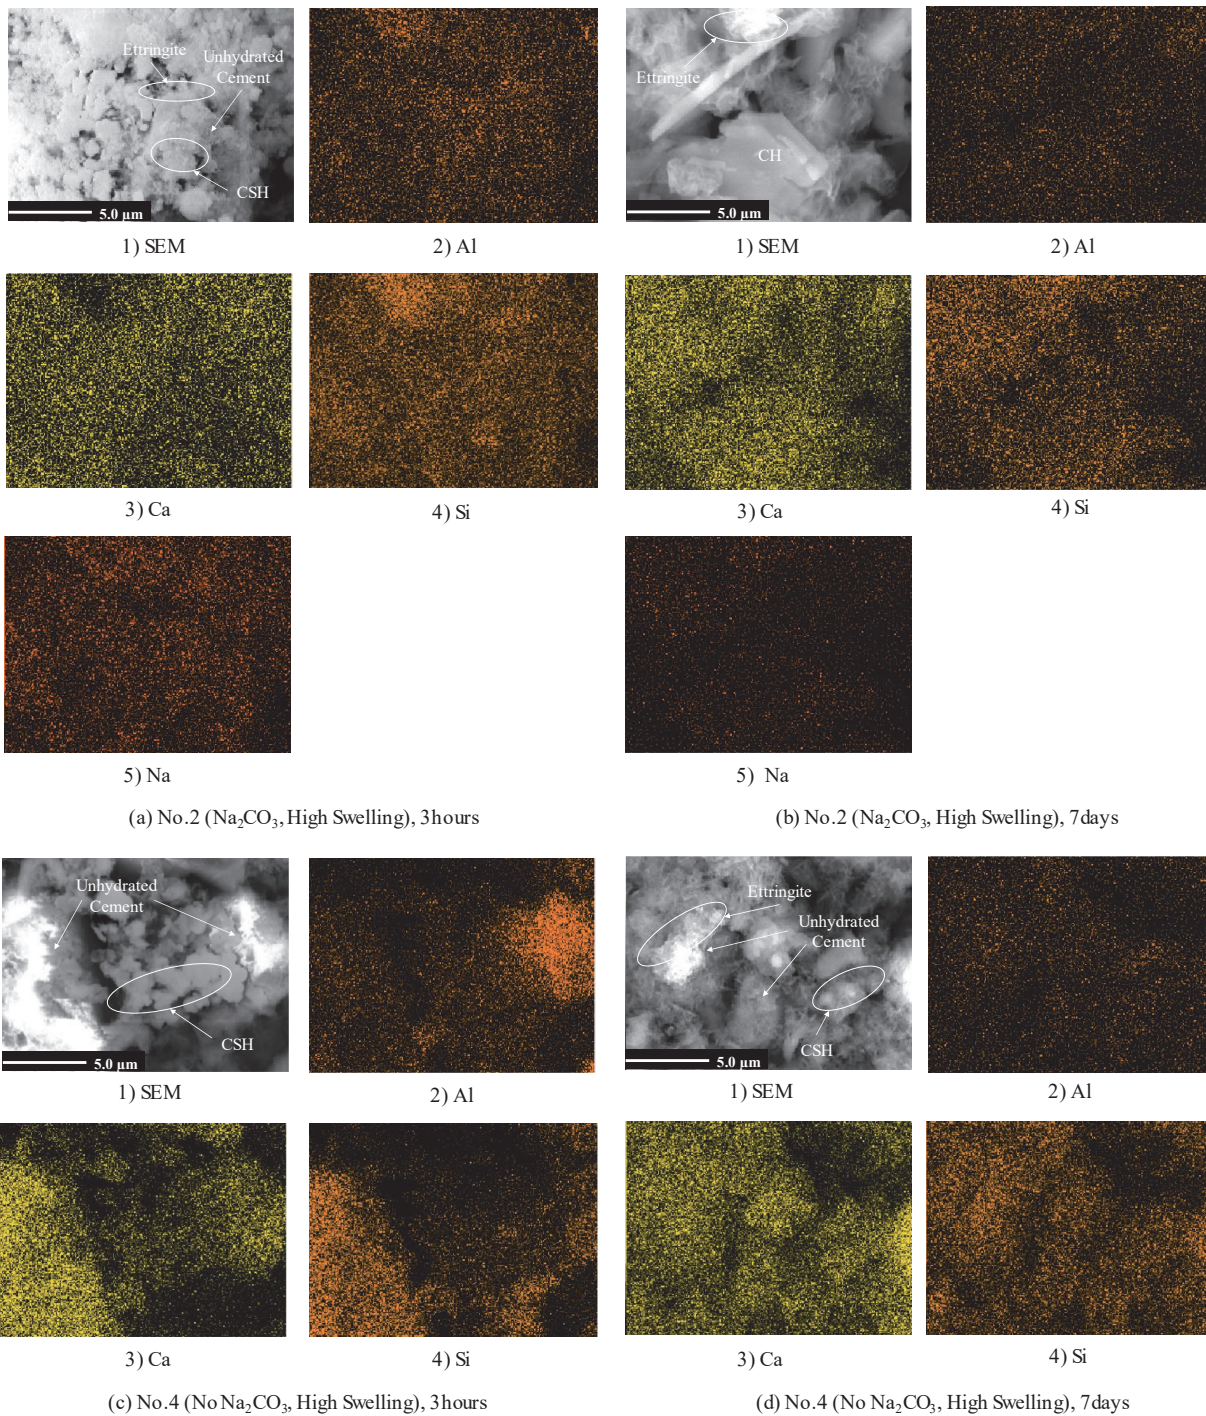 Ettringite
Unhydrated
Cement
CSH
5.0 μm
1) SEM
2) Al
Ettringite
CH
5.0 μm
1) SEM
2) Al
3) Ca
4) Si
3) Ca
4) Si
5) Na
5) Na
(a) No.2 (Na₂CO₃, High Swelling), 3hours
(b) No.2 (Na₂CO₃, High Swelling), 7days
Unhydrated
Cement
CSH
5.0 μm
1) SEM
2) Al
Ettringite
Unhydrated
Cement
CSH
5.0 μm
1) SEM
2) Al
3) Ca
4) Si
3) Ca
4) Si
(c) No.4 (No Na₂CO₃, High Swelling), 3hours
(d) No.4 (No Na₂CO₃, High Swelling), 7days